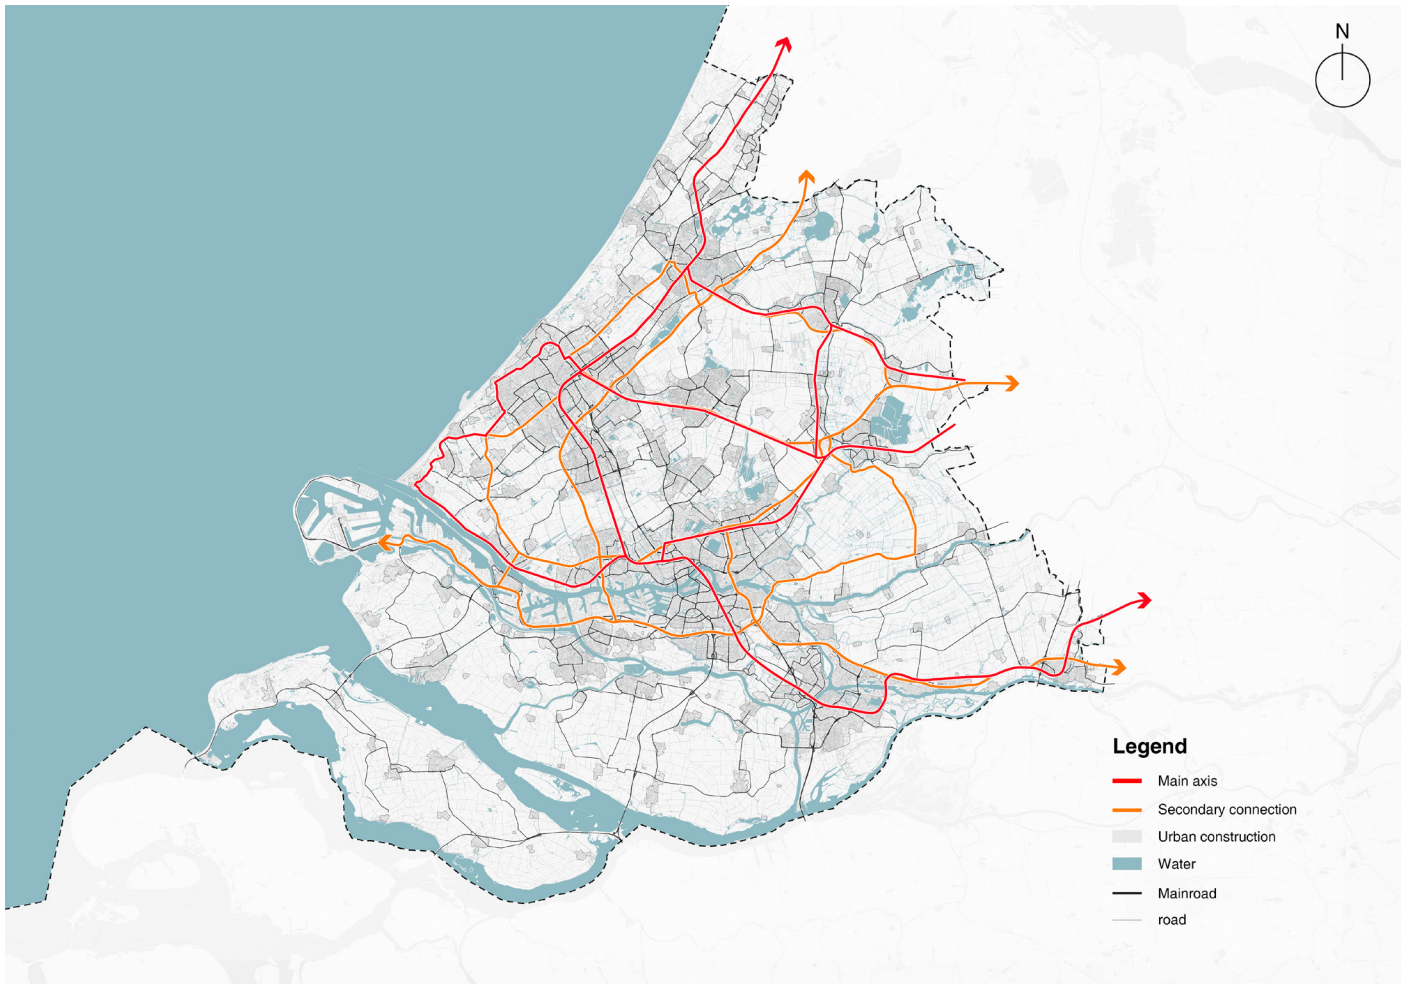 N
Legend
Main axis
Secondary connection
Urban construction
Water
Mainroad
road